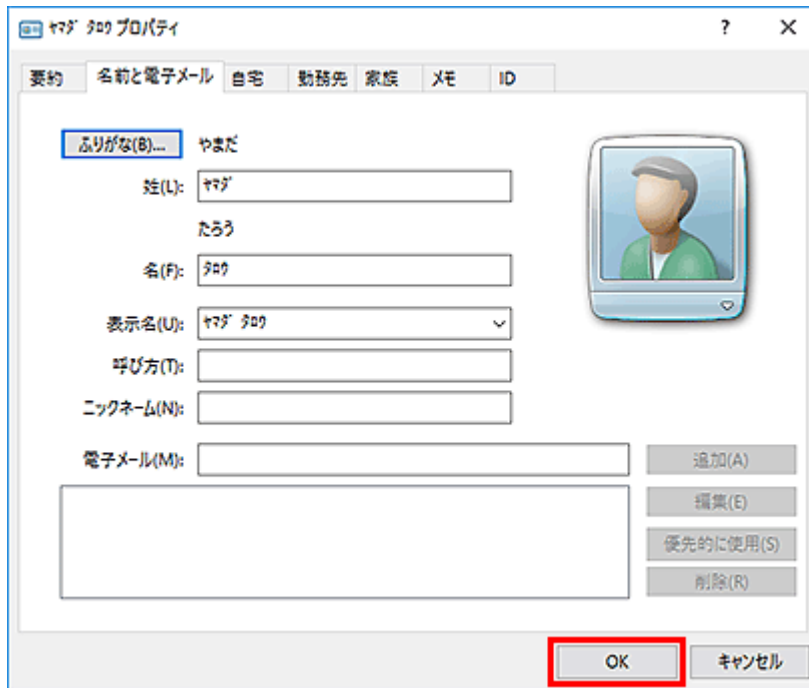 ﾔﾏﾀﾞ ﾀﾛｳ プロパティ ?
要約 名前と電子メール 自宅 勤務先 家族 メモ ID
ふりがな(B)... やまだ
姓(L): ﾔﾏﾀﾞ
たろう
名(F): ﾀﾛｳ
表示名(U): ﾔﾏﾀﾞ ﾀﾛｳ
呼び方(T):
ニックネーム(N):
電子メール(M): 追加(A)
編集(E)
優先的に使用(S)
削除(R)
OK キャンセル